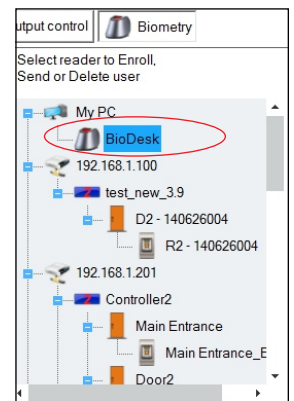 utput control Biometry
Select reader to Enroll,
Send or Delete user
My PC
BioDesk
192.168.1.100
test_new_3.9
D2 - 140626004
R2 - 140626004
192.168.1.201
Controller2
Main Entrance
Main Entrance_E
Door2